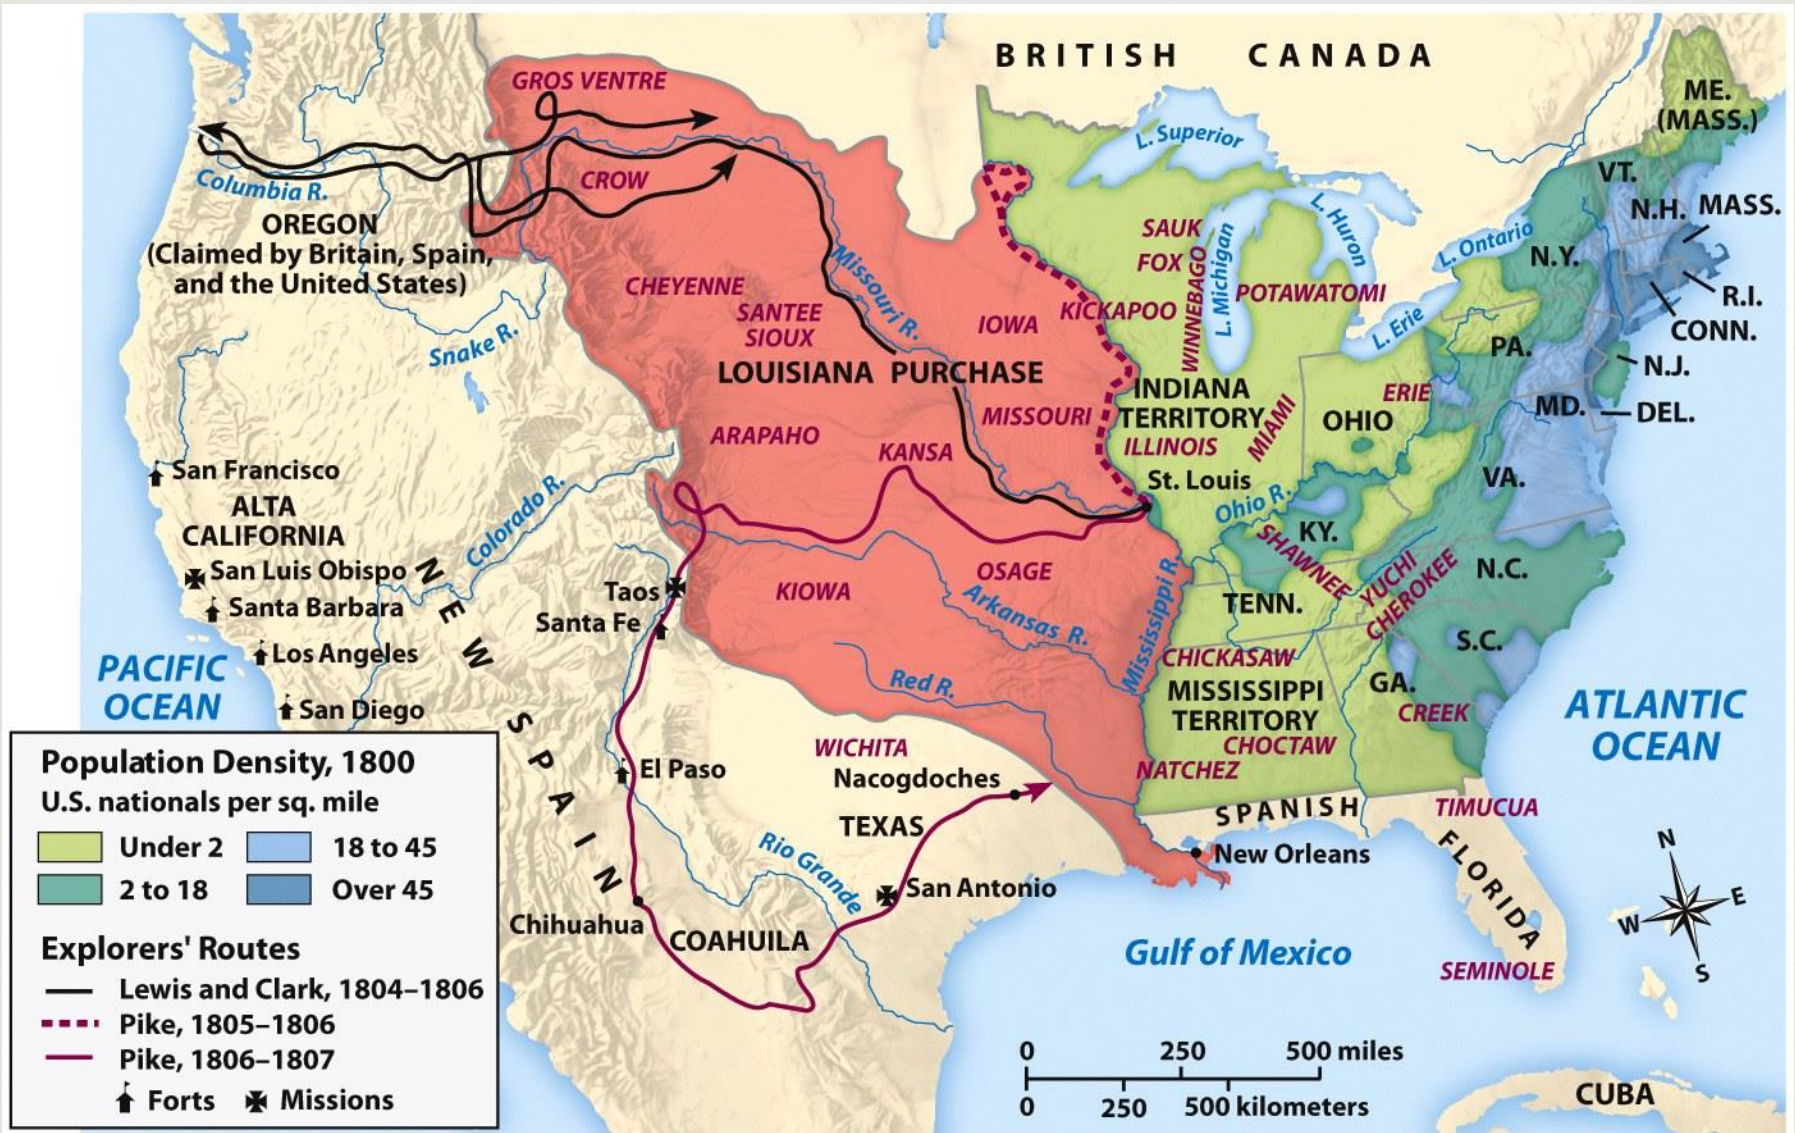 BRITISH CANADA
GROS VENTRE
CROW
Columbia R.
OREGON
(Claimed by Britain, Spain,
and the United States)
Snake R.
CHEYENNE
SANTEE
SIOUX
Missouri R.
IOWA
LOUISIANA PURCHASE
MISSOURI
ARAPAHO
KANSA
KIOWA
OSAGE
Arkansas R.
Red R.
Mississippi R.
L. Superior
L. Michigan
L. Huron
L. Ontario
L. Erie
SAUK
FOX
WINNEBAGO
KICKAPOO
POTAWATOMI
INDIANA
TERRITORY
ILLINOIS
MIAMI
OHIO
ERIE
St. Louis
Ohio R.
KY.
SHAWNEE
YUCHI
CHEROKEE
TENN.
CHICKASAW
MISSISSIPPI
TERRITORY
CHOCTAW
NATCHEZ
GA.
CREEK
ME.
(MASS.)
VT.
N.H.
MASS.
N.Y.
R.I.
CONN.
PA.
N.J.
MD.
DEL.
VA.
N.C.
S.C.
ATLANTIC
OCEAN
SPANISH
FLORIDA
TIMUCUA
SEMINOLE
New Orleans
Gulf of Mexico
CUBA
San Francisco
ALTA
CALIFORNIA
San Luis Obispo
Santa Barbara
Los Angeles
San Diego
PACIFIC
OCEAN
Colorado R.
NEW SPAIN
Taos
Santa Fe
El Paso
WICHITA
Nacogdoches
TEXAS
Rio Grande
San Antonio
Chihuahua
COAHUILA
N
E
S
W
0 250 500 miles
0 250 500 kilometers
Population Density, 1800
U.S. nationals per sq. mile
Under 2
18 to 45
2 to 18
Over 45
Explorers' Routes
Lewis and Clark, 1804–1806
Pike, 1805–1806
Pike, 1806–1807
Forts
Missions